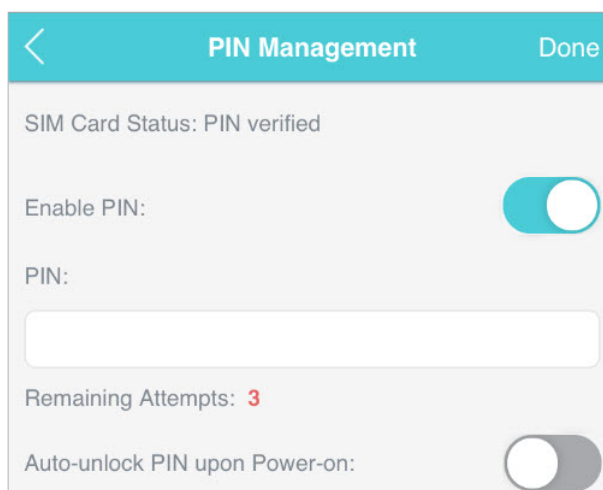 PIN Management Done
SIM Card Status: PIN verified
Enable PIN:
PIN:
Remaining Attempts: 3
Auto-unlock PIN upon Power-on: